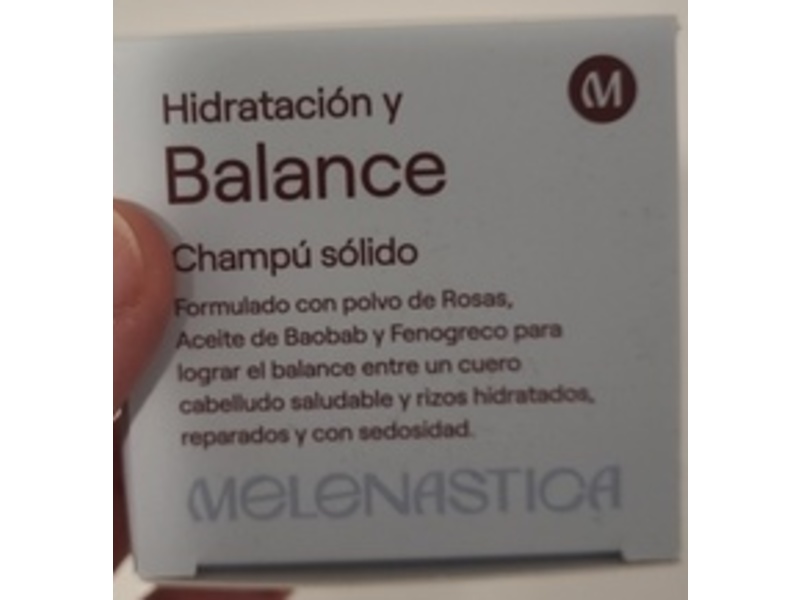 Hidratación y
M
Balance
Champú sólido
Formulado con polvo de Rosas,
Aceite de Baobab y Fenogreco para
lograr el balance entre un cuero
cabelludo saludable y rizos hidratados,
reparados y con sedosidad.
MELENASTICA